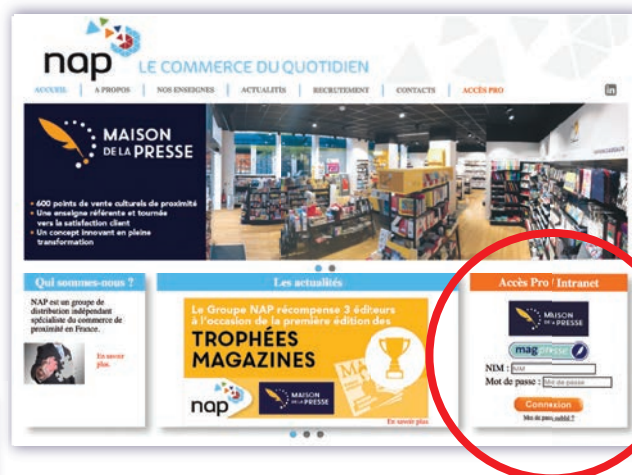 nap
LE COMMERCE DU QUOTIDIEN
ACCUEIL
A PROPOS
NOS ENSEIGNES
ACTUALITÉS
RECRUTEMENT
CONTACTS
ACCÈS PRO
in
MAISON
DE LA PRESSE
• 600 points de vente culturels de proximité
• Une enseigne référente et tournée
vers la satisfaction client
• Un concept innovant en pleine
transformation
Qui sommes-nous ?
NAP est un groupe de
distribution indépendant
spécialiste du commerce de
proximité en France.
En savoir
plus
Les actualités
Le Groupe NAP récompense 3 éditeurs
à l'occasion de la première édition des
TROPHÉES
MAGAZINES
nap
MAISON
DE LA PRESSE
En savoir plus
Accès Pro / Intranet
MAISON
DE LA PRESSE
mag presse
NIM : NIM
Mot de passe : Mot de passe
Connexion
Mot de passe oublié ?